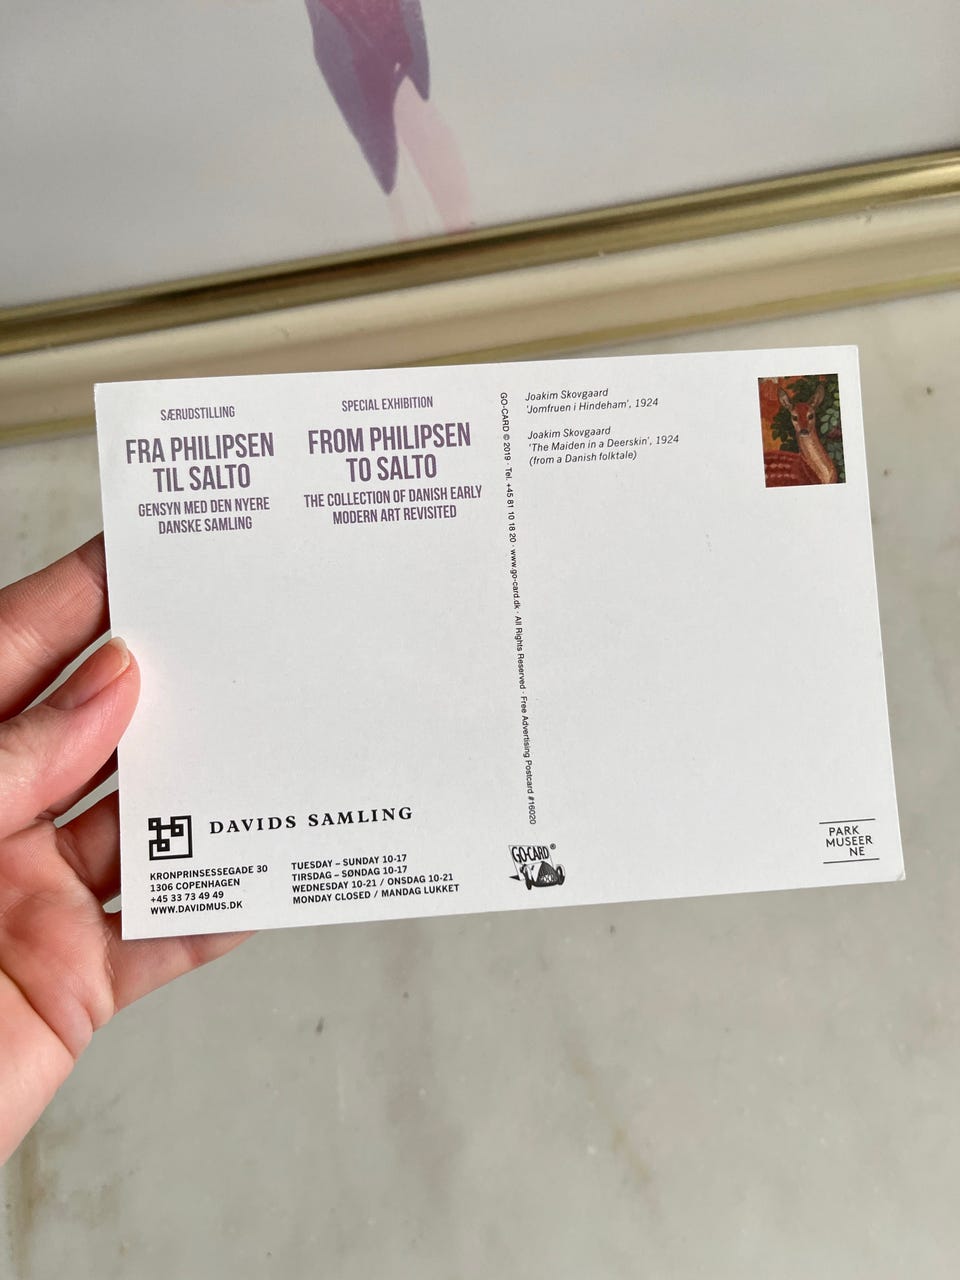 SÆRUDSTILLING
FRA PHILIPSEN
TIL SALTO
GENSYN MED DEN NYERE
DANSKE SAMLING
SPECIAL EXHIBITION
FROM PHILIPSEN
TO SALTO
THE COLLECTION OF DANISH EARLY
MODERN ART REVISITED
GO-CARD © 2019 · Tel. +45 81 10 18 20 · www.go-card.dk · All Rights Reserved · Free Advertising Postcard #16020
Joakim Skovgaard
'Jomfruen i Hindeham', 1924
Joakim Skovgaard
'The Maiden in a Deerskin', 1924
(from a Danish folktale)
DAVIDS SAMLING
KRONPRINSESSEGADE 30
1306 COPENHAGEN
+45 33 73 49 49
WWW.DAVIDMUS.DK
TUESDAY – SUNDAY 10-17
TIRSDAG – SØNDAG 10-17
WEDNESDAY 10-21 / ONSDAG 10-21
MONDAY CLOSED / MANDAG LUKKET
GO-CARD®
PARK
MUSEER
NE